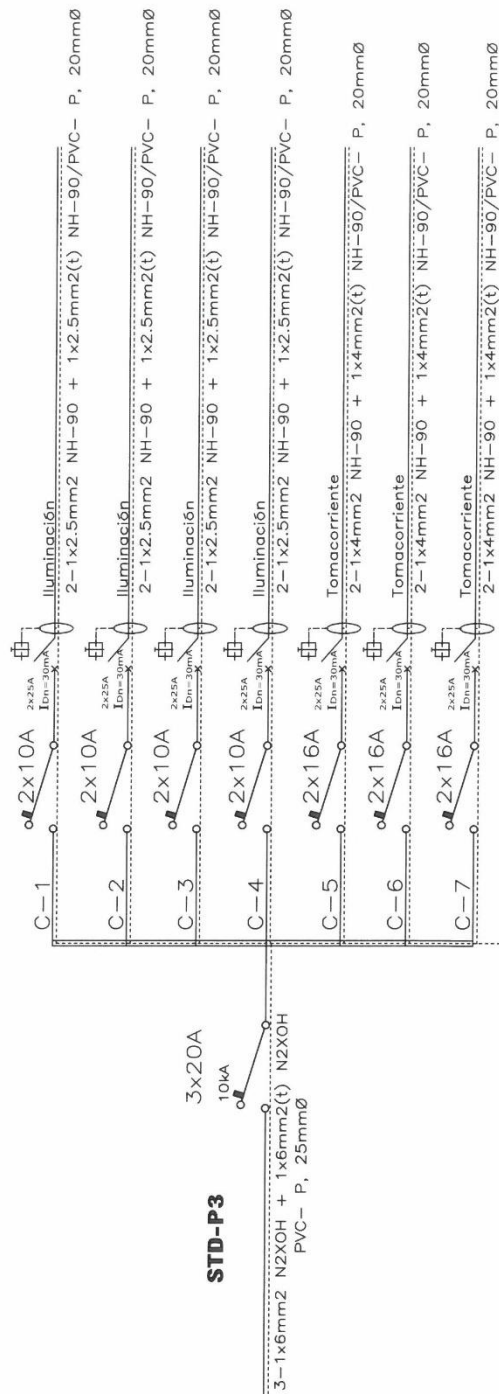 STD-P3
3x20A
10kA
3-1x6mm2 N2XOH + 1x6mm2(t) N2XOH
PVC- P, 25mmØ
C-1
2x10A
2x25A
IDn=30mA
Iluminación
2-1x2.5mm2 NH-90 + 1x2.5mm2(t) NH-90/PVC- P, 20mmØ
C-2
2x10A
2x25A
IDn=30mA
Iluminación
2-1x2.5mm2 NH-90 + 1x2.5mm2(t) NH-90/PVC- P, 20mmØ
C-3
2x10A
2x25A
IDn=30mA
Iluminación
2-1x2.5mm2 NH-90 + 1x2.5mm2(t) NH-90/PVC- P, 20mmØ
C-4
2x10A
2x25A
IDn=30mA
Iluminación
2-1x2.5mm2 NH-90 + 1x2.5mm2(t) NH-90/PVC- P, 20mmØ
C-5
2x16A
2x25A
IDn=30mA
Tomacorriente
2-1x4mm2 NH-90 + 1x4mm2(t) NH-90/PVC- P, 20mmØ
C-6
2x16A
2x25A
IDn=30mA
Tomacorriente
2-1x4mm2 NH-90 + 1x4mm2(t) NH-90/PVC- P, 20mmØ
C-7
2x16A
2x25A
IDn=30mA
Tomacorriente
2-1x4mm2 NH-90 + 1x4mm2(t) NH-90/PVC- P, 20mmØ